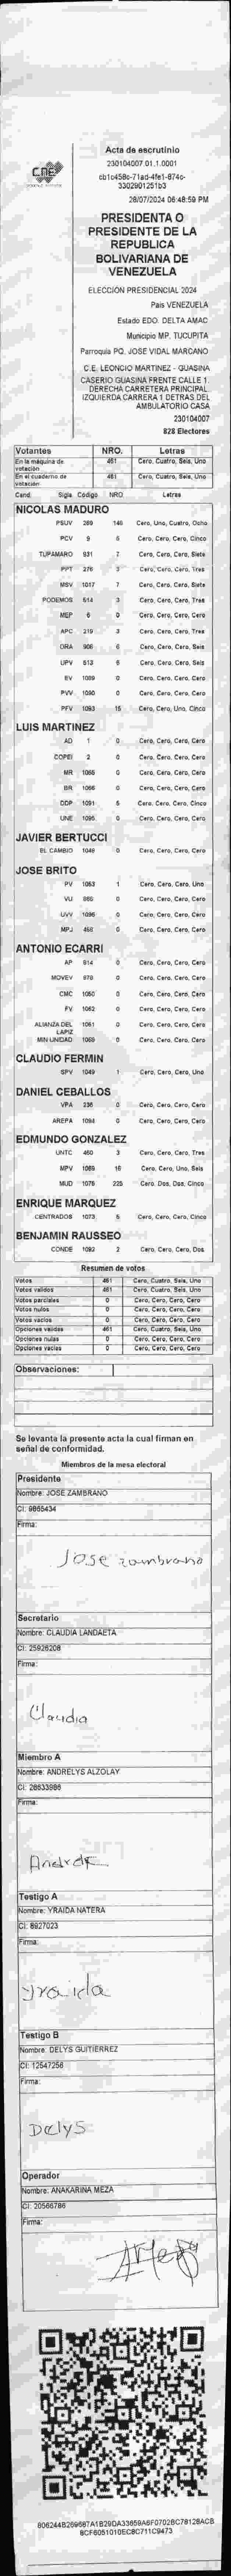 CNE
Acta de escrutinio
230104007.01.1.0001
3302901251b3
28/07/2024 06:48:59 PM
PRESIDENTA O
PRESIDENTE DE LA
REPUBLICA
BOLIVARIANA DE
VENEZUELA
ELECCIÓN PRESIDENCIAL 2024
Pais VENEZUELA
Estado EDO. DELTA AMAC
Municipio MP. TUCUPITA
Parroquia PQ. JOSE VIDAL MARCANO
C.E. LEONCIO MARTINEZ - GUASINA
CASERIO GUASINA FRENTE CALLE 1.
DERECHA CARRETERA PRINCIPAL.
IZQUIERDA CARRERA 1 DETRAS DEL
AMBULATORIO CASA
230104007
828 Electores
Votantes NRO. Letras
En la máquina de votación 461 Cero, Cuatro, Seis, Uno
En el cuaderno de votación 461 Cero, Cuatro, Seis, Uno
Cand Sigla Código NRO Letras
NICOLAS MADURO
PSUV 269 148 Cero, Uno, Cuatro, Ocho
PCV 9 5 Cero, Cero, Cero, Cinco
TUPAMARO 931 7 Cero, Cero, Cero, Siete
PPT 276 3 Cero, Cero, Cero, Tres
MSV 1017 7 Cero, Cero, Cero, Siete
PODEMOS 514 3 Cero, Cero, Cero, Tres
MEP 6 0 Cero, Cero, Cero, Cero
APC 219 3 Cero, Cero, Cero, Tres
ORA 906 6 Cero, Cero, Cero, Seis
UPV 513 6 Cero, Cero, Cero, Seis
EV 1089 0 Cero, Cero, Cero, Cero
PVV 1090 0 Cero, Cero, Cero, Cero
PFV 1093 15 Cero, Cero, Uno, Cinco
LUIS MARTINEZ
AD 1 0 Cero, Cero, Cero, Cero
COPEI 2 0 Cero, Cero, Cero, Cero
MR 1065 0 Cero, Cero, Cero, Cero
BR 1066 0 Cero, Cero, Cero, Cero
DDP 1091 5 Cero, Cero, Cero, Cinco
UNE 1095 0 Cero, Cero, Cero, Cero
JAVIER BERTUCCI
EL CAMBIO 1048 0 Cero, Cero, Cero, Cero
JOSE BRITO
PV 1053 1 Cero, Cero, Cero, Uno
VU 866 0 Cero, Cero, Cero, Cero
UVV 1096 0 Cero, Cero, Cero, Cero
MPJ 458 0 Cero, Cero, Cero, Cero
ANTONIO ECARRI
AP 814 0 Cero, Cero, Cero, Cero
MOVEV 978 0 Cero, Cero, Cero, Cero
CMC 1050 0 Cero, Cero, Cero, Cero
FV 1062 0 Cero, Cero, Cero, Cero
ALIANZA DEL LAPIZ 1061 0 Cero, Cero, Cero, Cero
MIN UNIDAD 1069 0 Cero, Cero, Cero, Cero
CLAUDIO FERMIN
SPV 1049 1 Cero, Cero, Cero, Uno
DANIEL CEBALLOS
VPA 236 0 Cero, Cero, Cero, Cero
AREPA 1094 0 Cero, Cero, Cero, Cero
EDMUNDO GONZALEZ
UNTC 460 3 Cero, Cero, Cero, Tres
MPV 1069 16 Cero, Cero, Uno, Seis
MUD 1076 225 Cero, Dos, Dos, Cinco
ENRIQUE MARQUEZ
CENTRADOS 1073 5 Cero, Cero, Cero, Cinco
BENJAMIN RAUSSEO
CONDE 1092 2 Cero, Cero, Cero, Dos
Resumen de votos
Votos 461 Cero, Cuatro, Seis, Uno
Votos válidos 461 Cero, Cuatro, Seis, Uno
Votos parciales 0 Cero, Cero, Cero, Cero
Votos nulos 0 Cero, Cero, Cero, Cero
Votos vacíos 0 Cero, Cero, Cero, Cero
Opciones válidas 461 Cero, Cuatro, Seis, Uno
Opciones nulas 0 Cero, Cero, Cero, Cero
Opciones vacías 0 Cero, Cero, Cero, Cero
Observaciones:
Se levanta la presente acta la cual firman en
señal de conformidad.
Miembros de la mesa electoral
Presidente
Nombre: JOSE ZAMBRANO
CI: 9865434
Firma:
Jose zambrano
Secretario
Nombre: CLAUDIA LANDAETA
CI: 25926208
Firma:
Claudia
Miembro A
Nombre: ANDRELYS ALZOLAY
CI: 28633986
Firma:
Testigo A
Nombre: YRAIDA NATERA
CI: 8927023
Firma:
yraida
Testigo B
Nombre: DELYS GUITIERREZ
CI: 12547256
Firma:
Delys
Operador
Nombre: ANAKARINA MEZA
CI: 20566786
Firma: